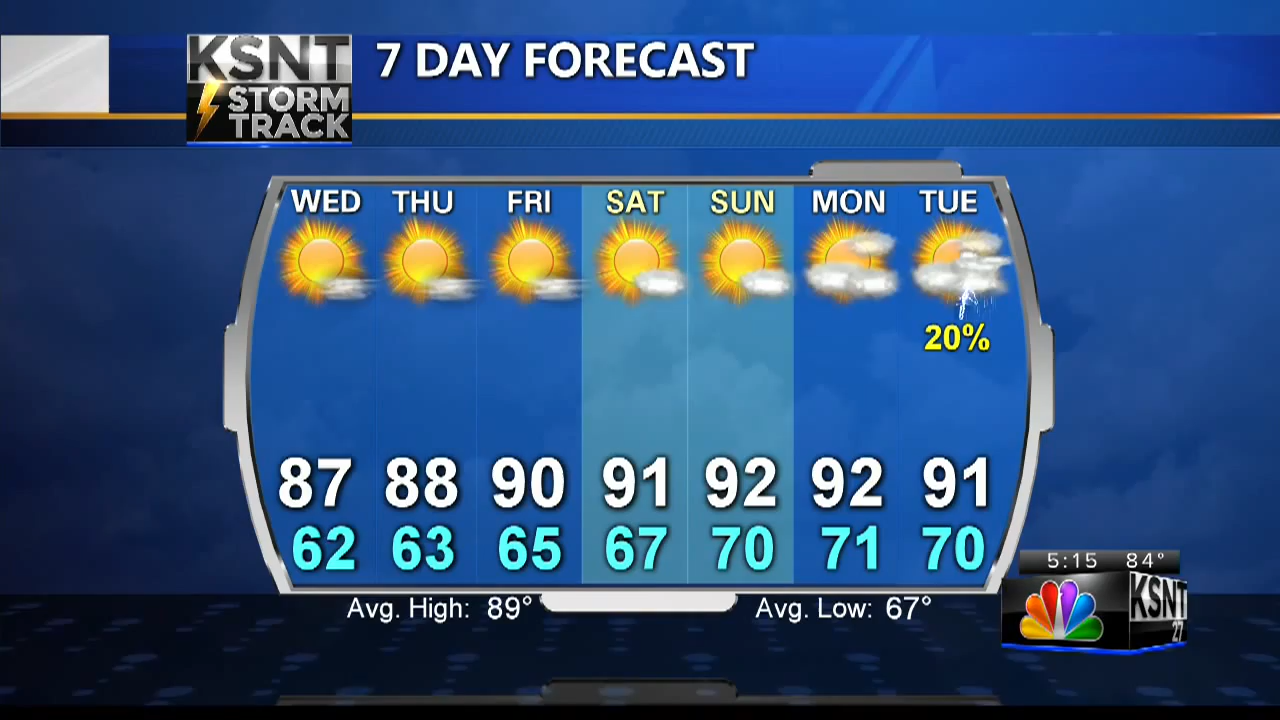 KSNT
STORM
TRACK
7 DAY FORECAST
WED THU FRI SAT SUN MON TUE
20%
87 88 90 91 92 92 91
62 63 65 67 70 71 70
Avg. High: 89° Avg. Low: 67°
5:15 84°
KSNT
27